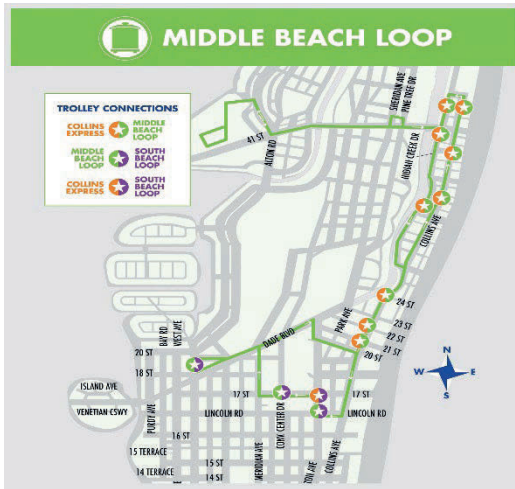 MIDDLE BEACH LOOP
TROLLEY CONNECTIONS
COLLINS EXPRESS
MIDDLE BEACH LOOP
MIDDLE BEACH LOOP
SOUTH BEACH LOOP
COLLINS EXPRESS
SOUTH BEACH LOOP
SHERIDAN AVE
PINE TREE DR
41 ST
ALTON RD
INDIAN CREEK DR
COLLINS AVE
24 ST
23 ST
22 ST
21 ST
20 ST
PARK AVE
DADE BLVD
BAY RD
WEST AVE
20 ST
18 ST
ISLAND AVE
VENETIAN CSWY
PURDY AVE
17 ST
CONV CENTER DR
17 ST
LINCOLN RD
LINCOLN RD
16 ST
15 TERRACE
14 TERRACE
15 ST
14 ST
MERIDIAN AVE
COLLINS AVE
N
W
E
S